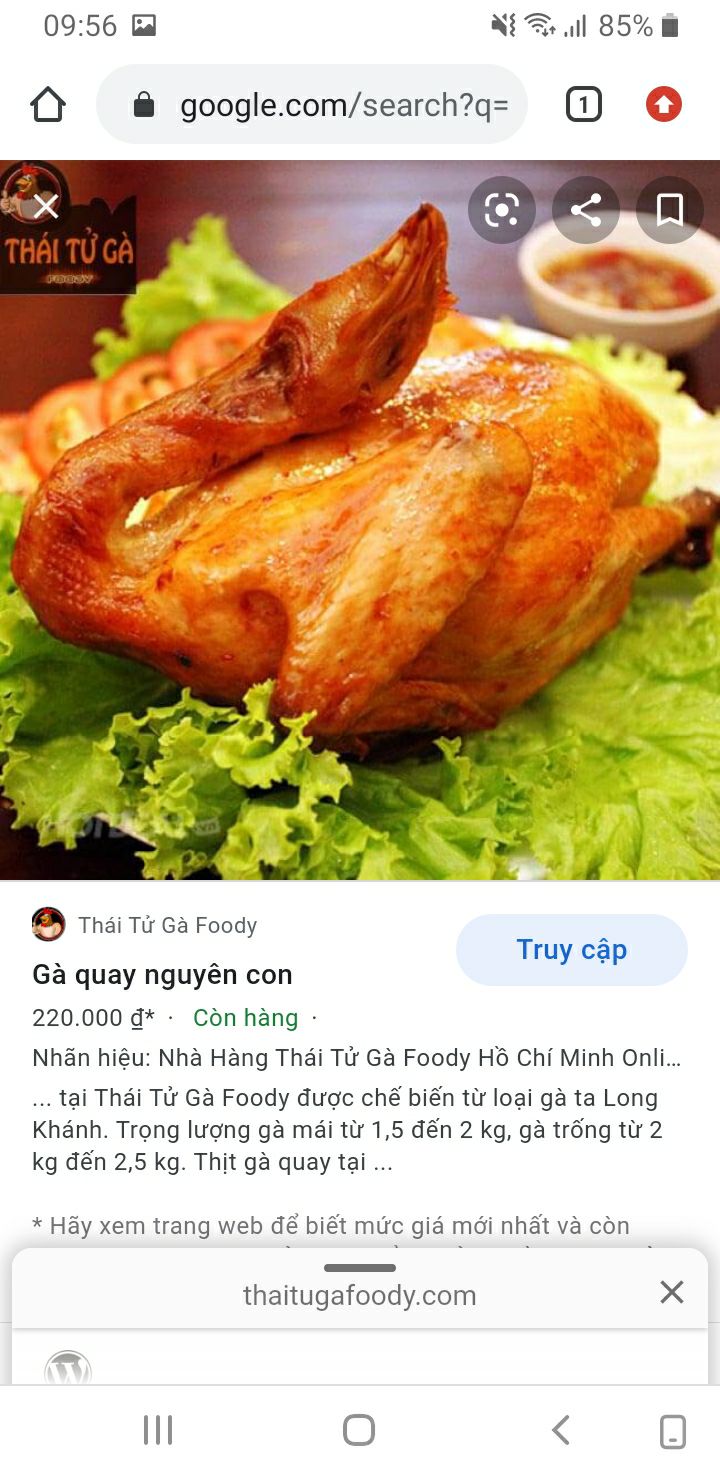 09:56
85%
google.com/search?q=
1
THÁI TỬ GÀ
FOODY
Thái Tử Gà Foody
Truy cập
Gà quay nguyên con
220.000 ₫* · Còn hàng ·
Nhãn hiệu: Nhà Hàng Thái Tử Gà Foody Hồ Chí Minh Onli...
... tại Thái Tử Gà Foody được chế biến từ loại gà ta Long
Khánh. Trọng lượng gà mái từ 1,5 đến 2 kg, gà trống từ 2
kg đến 2,5 kg. Thịt gà quay tại ...
* Hãy xem trang web để biết mức giá mới nhất và còn
thaitugafoody.com